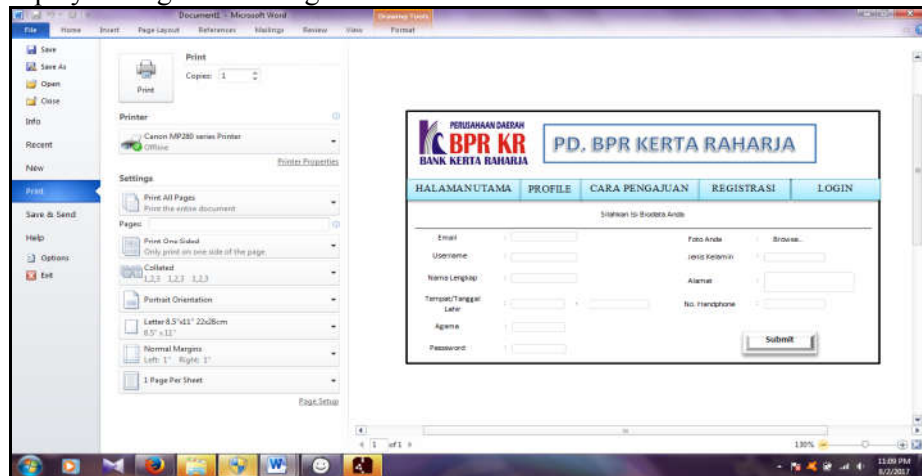 Document1 - Microsoft Word
Drawing Tools
File Home Insert Page Layout References Mailings Review View Format
Save
Save As
Open
Close
Info
Recent
New
Print
Save & Send
Help
Options
Exit
Print
Copies: 1
Print
Printer
Canon MP280 series Printer
Offline
Printer Properties
Settings
Print All Pages
Print the entire document
Pages:
Print One Sided
Only print on one side of the page
Collated
1,2,3 1,2,3 1,2,3
Portrait Orientation
Letter 8.5"x11" 22x28cm
8.5" x 11"
Normal Margins
Left: 1" Right: 1"
1 Page Per Sheet
Page Setup
PERUSAHAAN DAERAH
BPR KR
BANK KERTA RAHARJA
PD. BPR KERTA RAHARJA
HALAMAN UTAMA PROFILE CARA PENGAJUAN REGISTRASI LOGIN
Silahkan Isi Biodata Anda
Email : Foto Anda : Browse..
Username : Jenis Kelamin :
Nama Lengkap : Alamat :
Tempat/Tanggal Lahir : - No. Handphone :
Agama :
Password :
Submit
1 of 1
130%
11:09 PM
8/2/2017